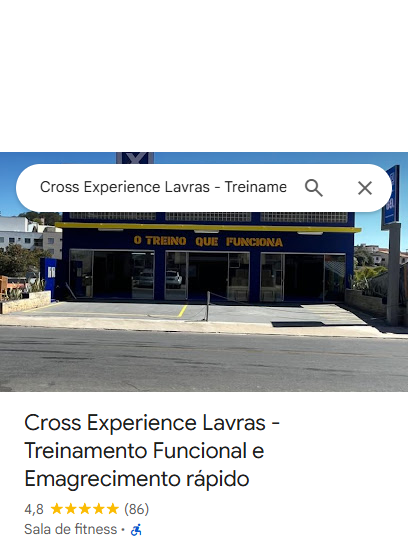 Cross Experience Lavras - Treiname
O TREINO QUE FUNCIONA
Cross Experience Lavras -
Treinamento Funcional e
Emagrecimento rápido
4,8 (86)
Sala de fitness ·